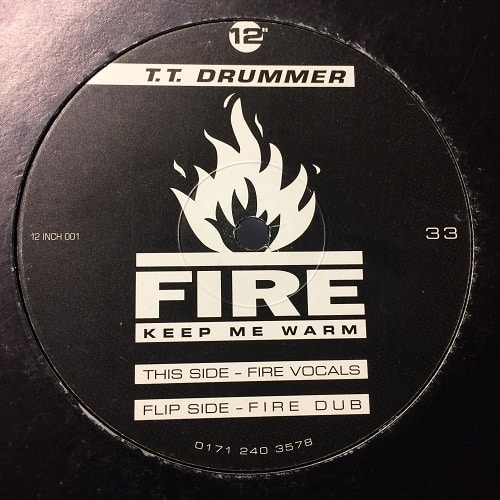 12"
T.T. DRUMMER
12 INCH 001
33
FIRE
KEEP ME WARM
THIS SIDE - FIRE VOCALS
FLIP SIDE - FIRE DUB
0171 240 3578